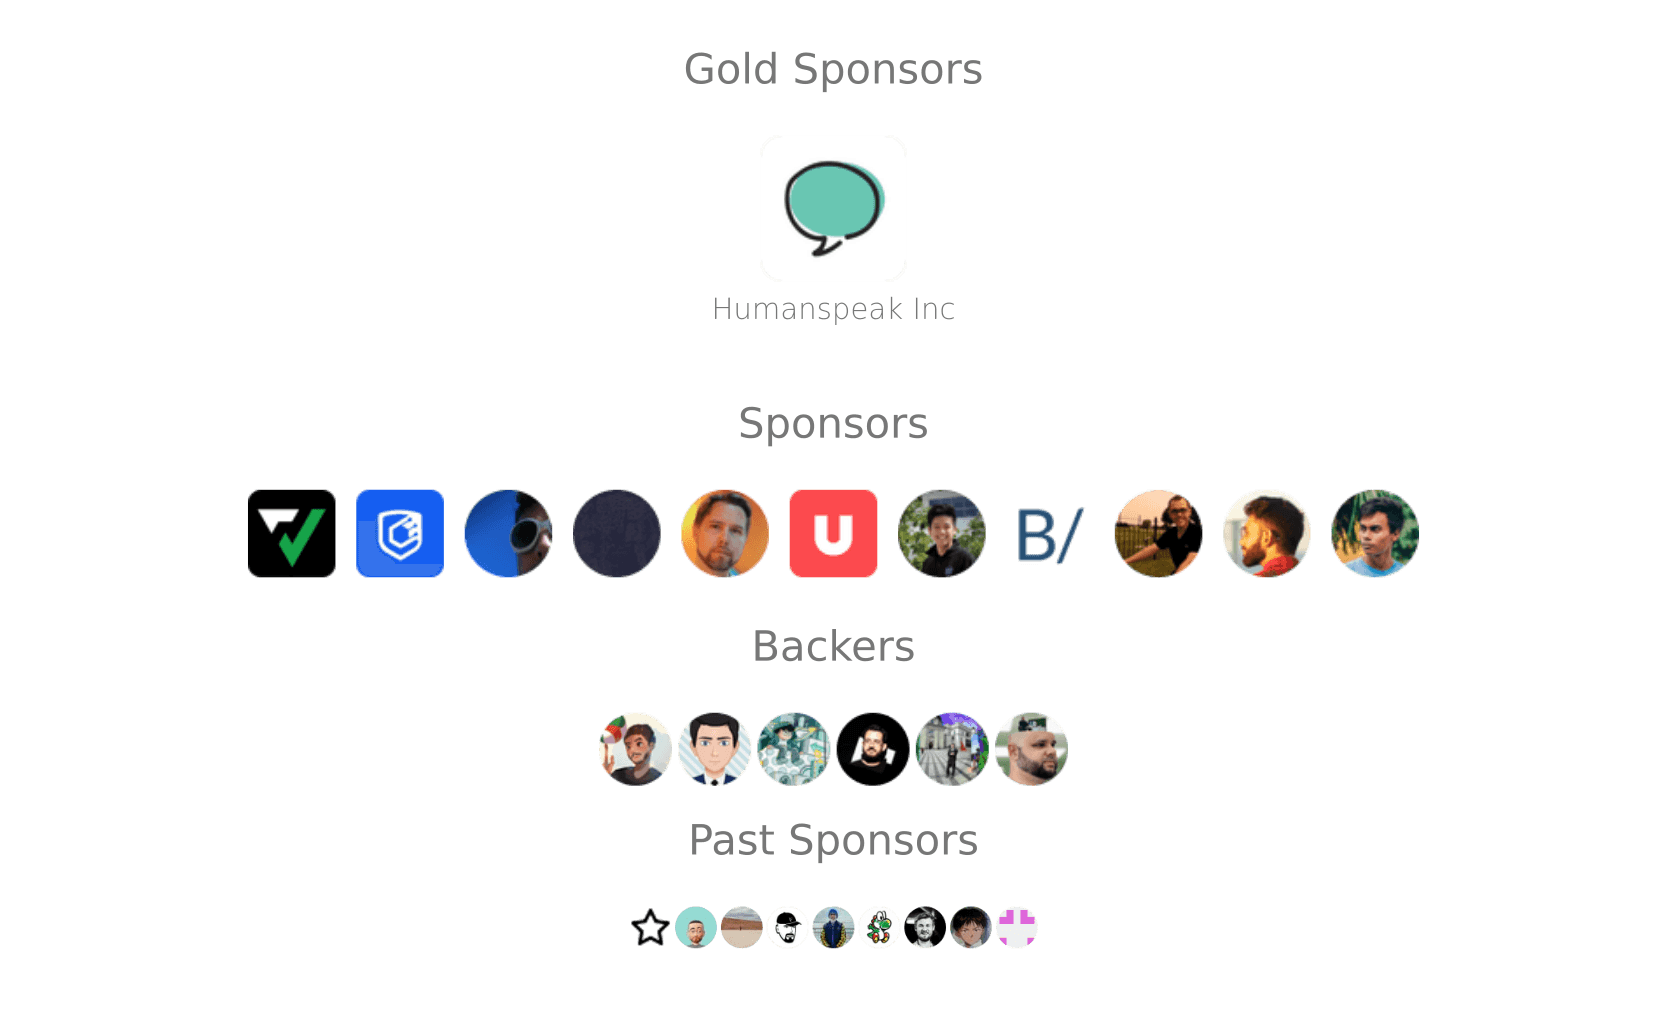 Gold Sponsors
Humanspeak Inc
Sponsors
U
B/
Backers
Past Sponsors